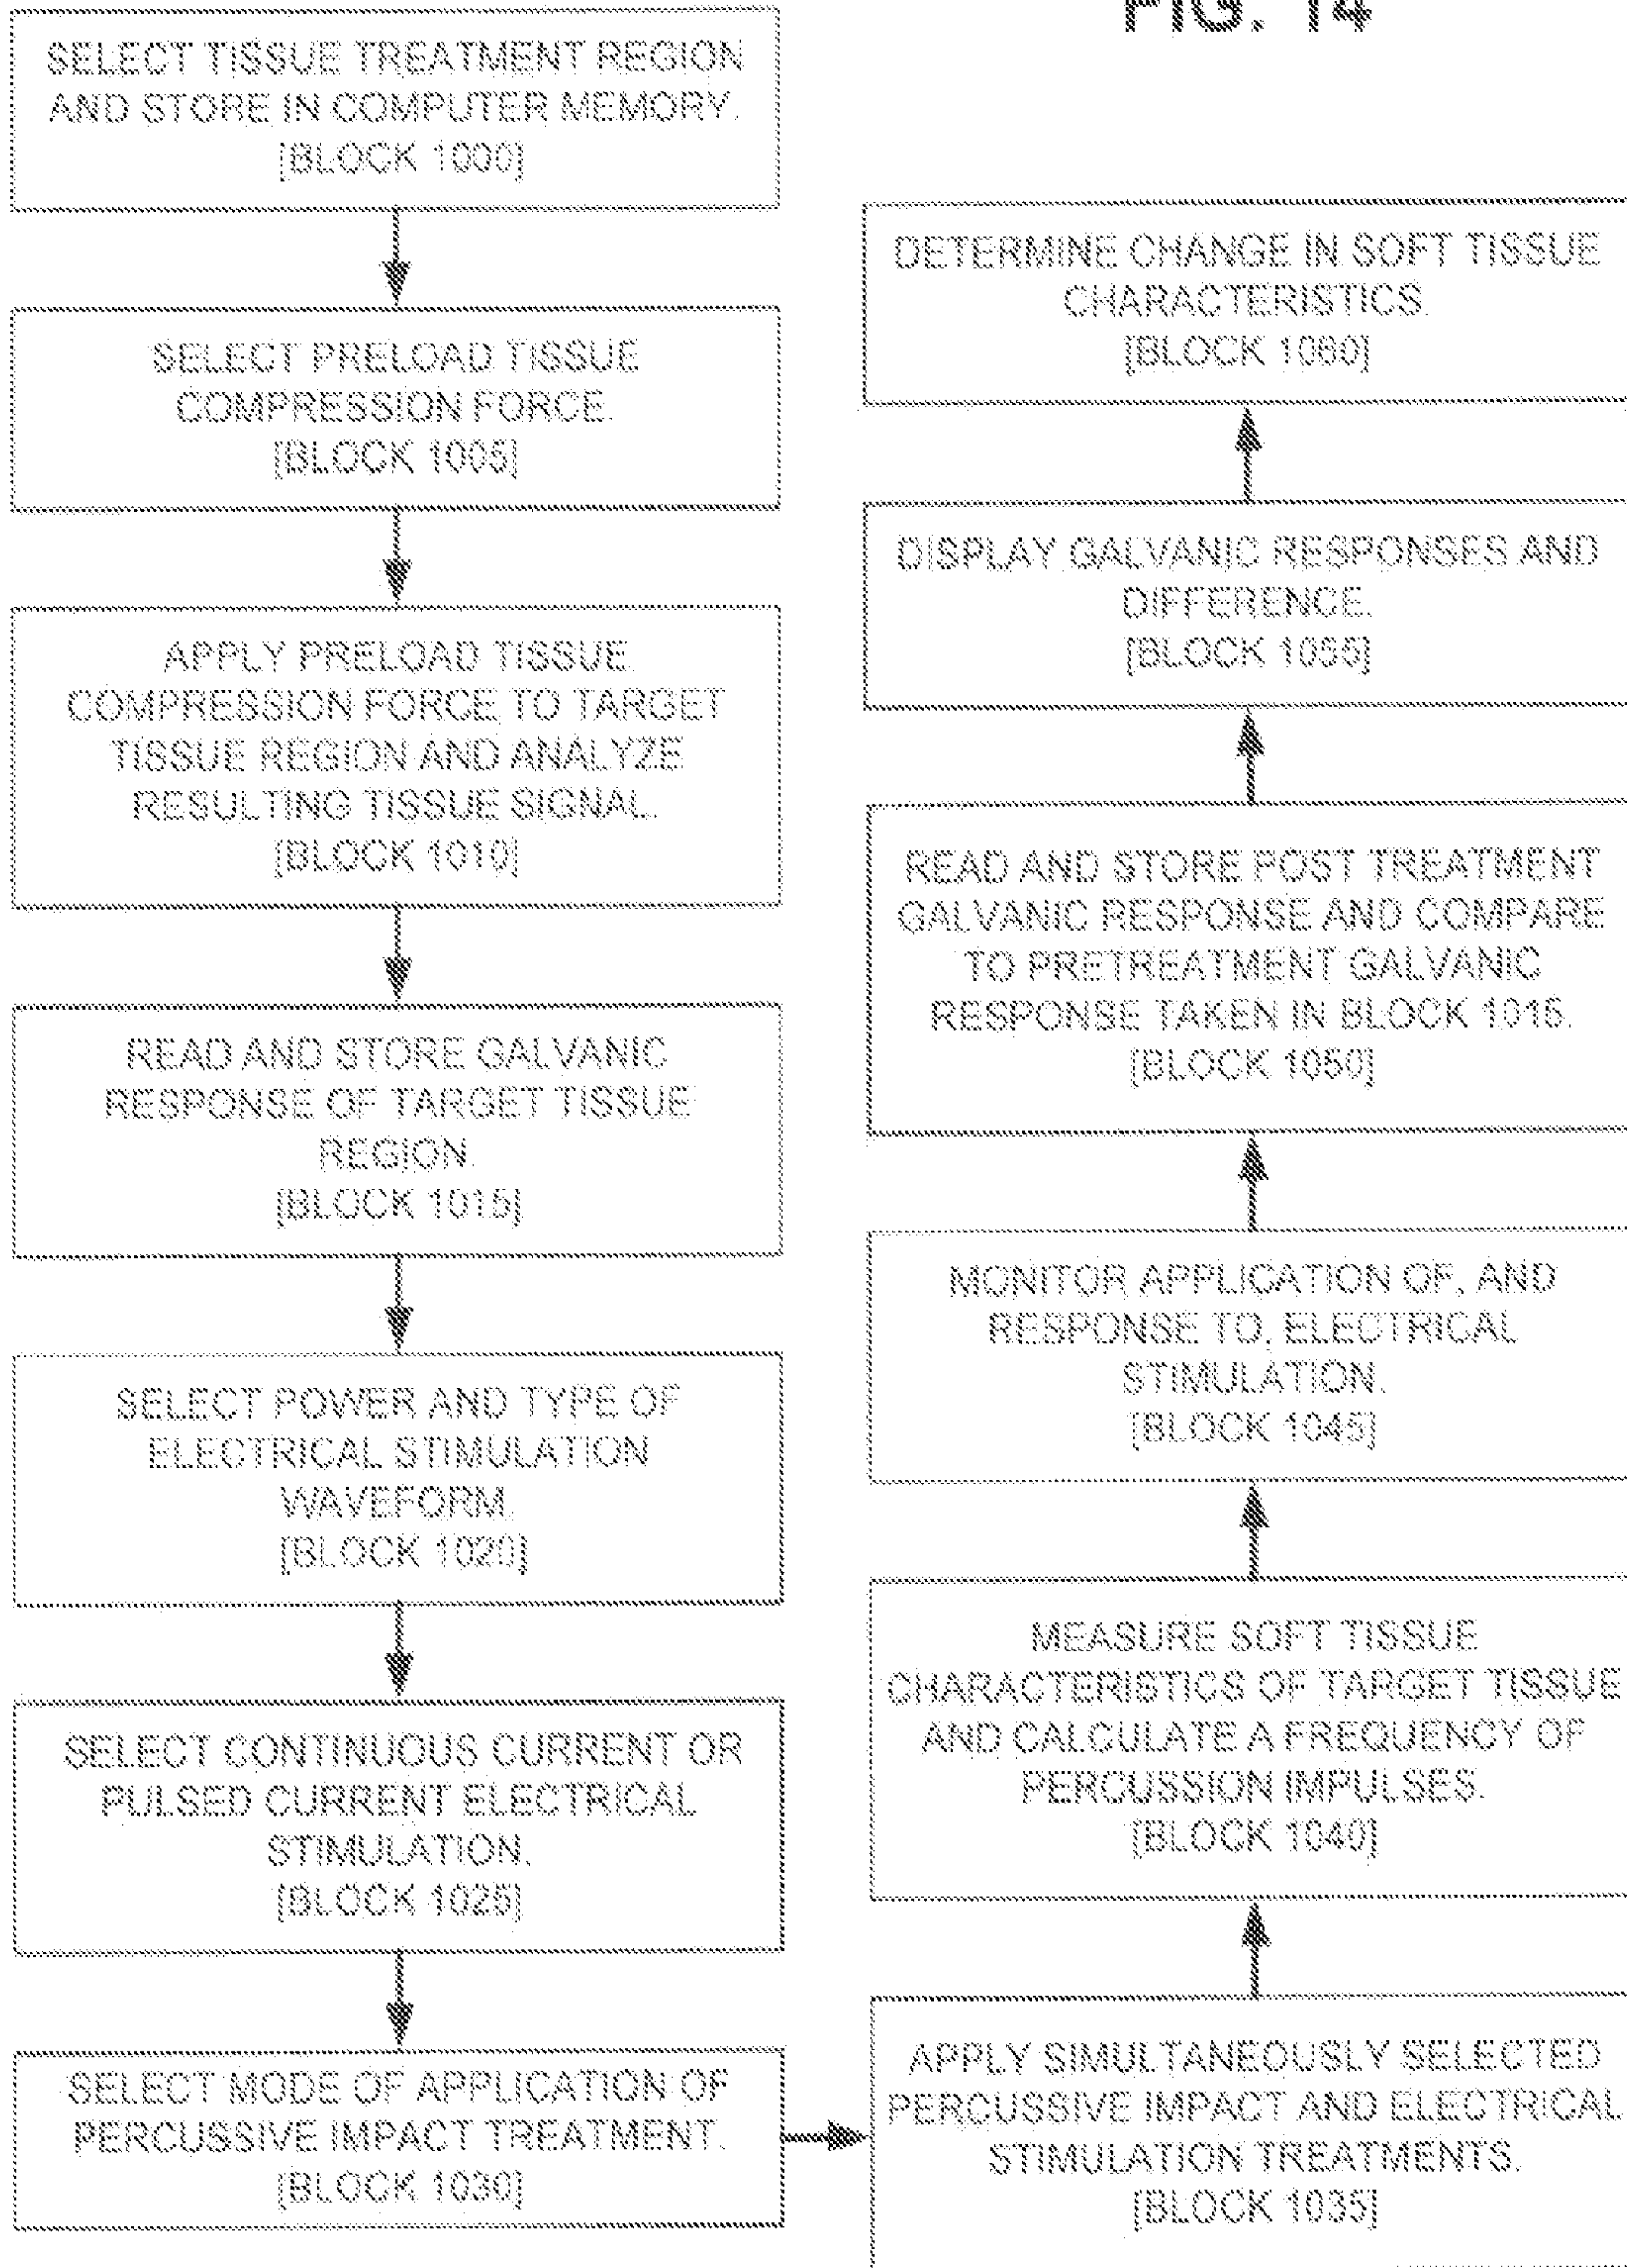 FIG. 14
SELECT TISSUE TREATMENT REGION
AND STORE IN COMPUTER MEMORY.
[BLOCK 1000]
SELECT PRELOAD TISSUE
COMPRESSION FORCE.
[BLOCK 1005]
APPLY PRELOAD TISSUE
COMPRESSION FORCE TO TARGET
TISSUE REGION AND ANALYZE
RESULTING TISSUE SIGNAL.
[BLOCK 1010]
READ AND STORE GALVANIC
RESPONSE OF TARGET TISSUE
REGION.
[BLOCK 1015]
SELECT POWER AND TYPE OF
ELECTRICAL STIMULATION
WAVEFORM.
[BLOCK 1020]
SELECT CONTINUOUS CURRENT OR
PULSED CURRENT ELECTRICAL
STIMULATION.
[BLOCK 1025]
SELECT MODE OF APPLICATION OF
PERCUSSIVE IMPACT TREATMENT.
[BLOCK 1030]
APPLY SIMULTANEOUSLY SELECTED
PERCUSSIVE IMPACT AND ELECTRICAL
STIMULATION TREATMENTS.
[BLOCK 1035]
MEASURE SOFT TISSUE
CHARACTERISTICS OF TARGET TISSUE
AND CALCULATE A FREQUENCY OF
PERCUSSION IMPULSES.
[BLOCK 1040]
MONITOR APPLICATION OF, AND
RESPONSE TO, ELECTRICAL
STIMULATION.
[BLOCK 1045]
READ AND STORE POST TREATMENT
GALVANIC RESPONSE AND COMPARE
TO PRETREATMENT GALVANIC
RESPONSE TAKEN IN BLOCK 1015.
[BLOCK 1050]
DISPLAY GALVANIC RESPONSES AND
DIFFERENCE.
[BLOCK 1055]
DETERMINE CHANGE IN SOFT TISSUE
CHARACTERISTICS.
[BLOCK 1060]